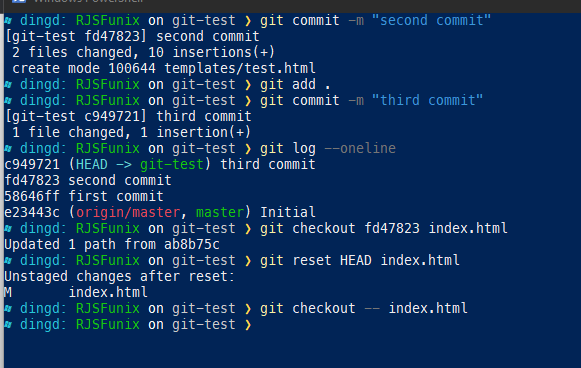 Windows PowerShell
dingd: RJSFunix on git-test ❯ git commit -m "second commit"
[git-test fd47823] second commit
 2 files changed, 10 insertions(+)
 create mode 100644 templates/test.html
dingd: RJSFunix on git-test ❯ git add .
dingd: RJSFunix on git-test ❯ git commit -m "third commit"
[git-test c949721] third commit
 1 file changed, 1 insertion(+)
dingd: RJSFunix on git-test ❯ git log --oneline
c949721 (HEAD -> git-test) third commit
fd47823 second commit
58646ff first commit
e23443c (origin/master, master) Initial
dingd: RJSFunix on git-test ❯ git checkout fd47823 index.html
Updated 1 path from ab8b75c
dingd: RJSFunix on git-test ❯ git reset HEAD index.html
Unstaged changes after reset:
M       index.html
dingd: RJSFunix on git-test ❯ git checkout -- index.html
dingd: RJSFunix on git-test ❯